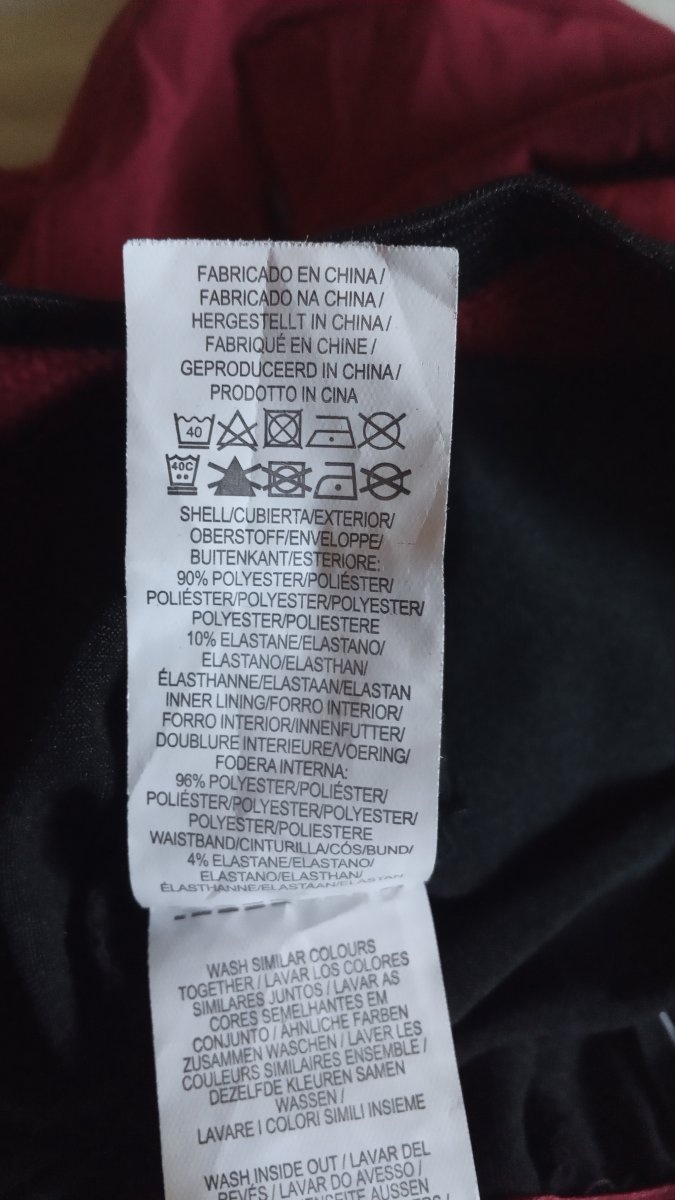 FABRICADO EN CHINA/
FABRICADO NA CHINA/
HERGESTELLT IN CHINA/
FABRIQUÉ EN CHINE/
GEPRODUCEERD IN CHINA/
PRODOTTO IN CINA
40
40C
SHELL/CUBIERTA/EXTERIOR/
OBERSTOFF/ENVELOPPE/
BUITENKANT/ESTERIORE:
90% POLYESTER/POLIÉSTER/
POLIÉSTER/POLYESTER/POLYESTER/
POLYESTER/POLIESTERE
10% ELASTANE/ELASTANO/
ELASTANO/ELASTHAN/
ÉLASTHANNE/ELASTAAN/ELASTAN
INNER LINING/FORRO INTERIOR/
FORRO INTERIOR/INNENFUTTER/
DOUBLURE INTERIEURE/VOERING/
FODERA INTERNA:
96% POLYESTER/POLIÉSTER/
POLIÉSTER/POLYESTER/POLYESTER/
POLYESTER/POLIESTERE
WAISTBAND/CINTURILLA/CÓS/BUND/
4% ELASTANE/ELASTANO/
ELASTANO/ELASTHAN/
ÉLASTHANNE/ELASTAAN/ELASTAN
WASH SIMILAR COLOURS
TOGETHER / LAVAR LOS COLORES
SIMILARES JUNTOS / LAVAR AS
CORES SEMELHANTES EM
CONJUNTO / ÄHNLICHE FARBEN
ZUSAMMEN WASCHEN / LAVER LES
COULEURS SIMILAIRES ENSEMBLE /
DEZELFDE KLEUREN SAMEN
WASSEN /
LAVARE I COLORI SIMILI INSIEME
WASH INSIDE OUT / LAVAR DEL
REVÉS / LAVAR DO AVESSO /
AUSSEN